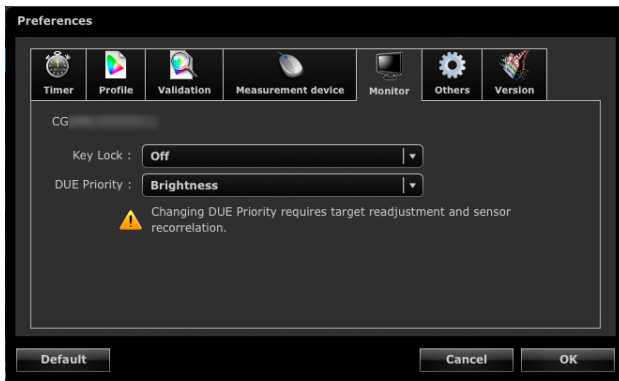 Preferences
Timer Profile Validation Measurement device Monitor Others Version
CG
Key Lock : Off
DUE Priority : Brightness
Changing DUE Priority requires target readjustment and sensor
recorrelation.
Default Cancel OK